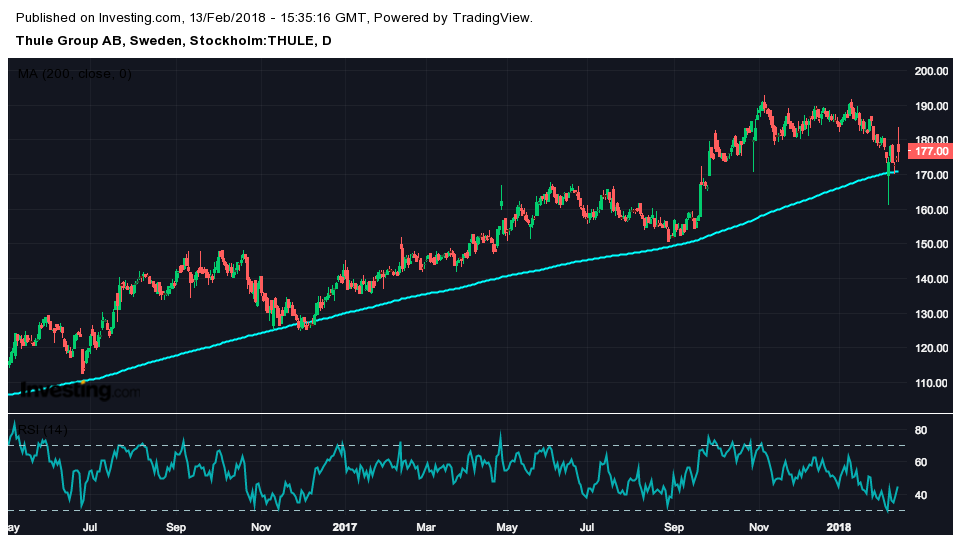 Published on Investing.com, 13/Feb/2018 - 15:35:16 GMT, Powered by TradingView.
Thule Group AB, Sweden, Stockholm:THULE, D
MA (200, close, 0)
200.00
190.00
180.00
177.00
170.00
160.00
150.00
140.00
130.00
120.00
110.00
Investing.com
RSI (14)
80
60
40
ay Jul Sep Nov 2017 Mar May Jul Sep Nov 2018